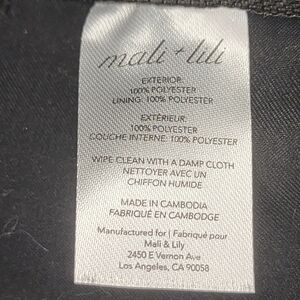 mali + lili
EXTERIOR:
100% POLYESTER
LINING: 100% POLYESTER
EXTÉRIEUR:
100% POLYESTER
COUCHE INTERNE: 100% POLYESTER
WIPE CLEAN WITH A DAMP CLOTH
NETTOYER AVEC UN
CHIFFON HUMIDE
MADE IN CAMBODIA
FABRIQUÉ EN CAMBODGE
Manufactured for | Fabriqué pour
Mali & Lily
2450 E Vernon Ave
Los Angeles, CA 90058